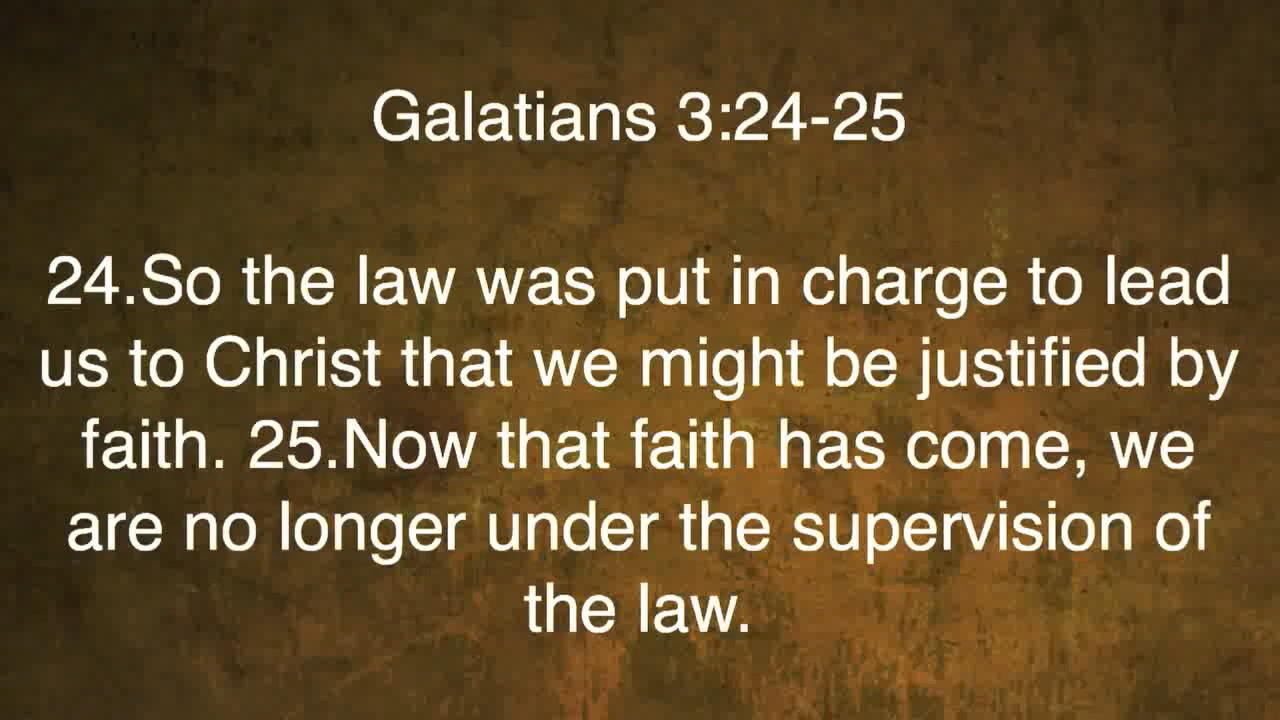 Galatians 3:24-25
24.So the law was put in charge to lead
us to Christ that we might be justified by
faith. 25.Now that faith has come, we
are no longer under the supervision of
the law.